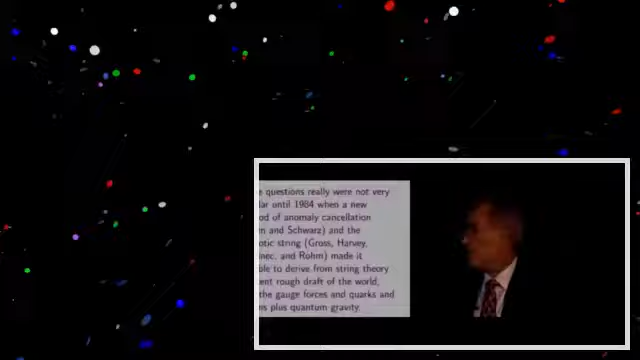 e questions really were not very
lar until 1984 when a new
od of anomaly cancellation
n and Schwarz) and the
otic string (Gross, Harvey,
inec, and Rohm) made it
ble to derive from string theory
ent rough draft of the world,
the gauge forces and quarks and
ns plus quantum gravity.